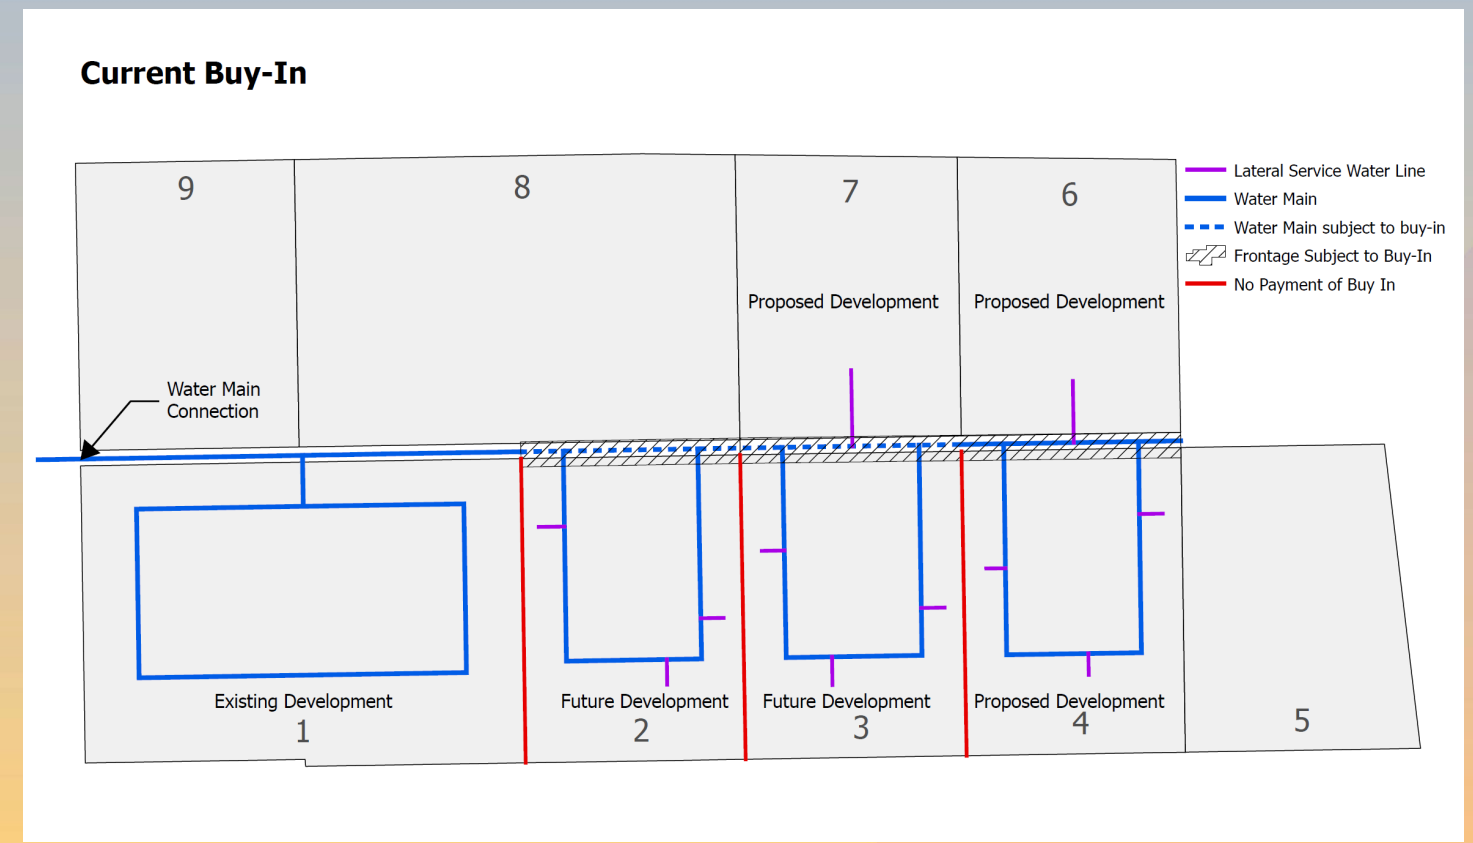 Current Buy-In
9
8
7
6
Lateral Service Water Line
Water Main
Water Main subject to buy-in
Frontage Subject to Buy-In
No Payment of Buy In
Proposed Development
Proposed Development
Water Main
Connection
Existing Development
1
Future Development
2
Future Development
3
Proposed Development
4
5